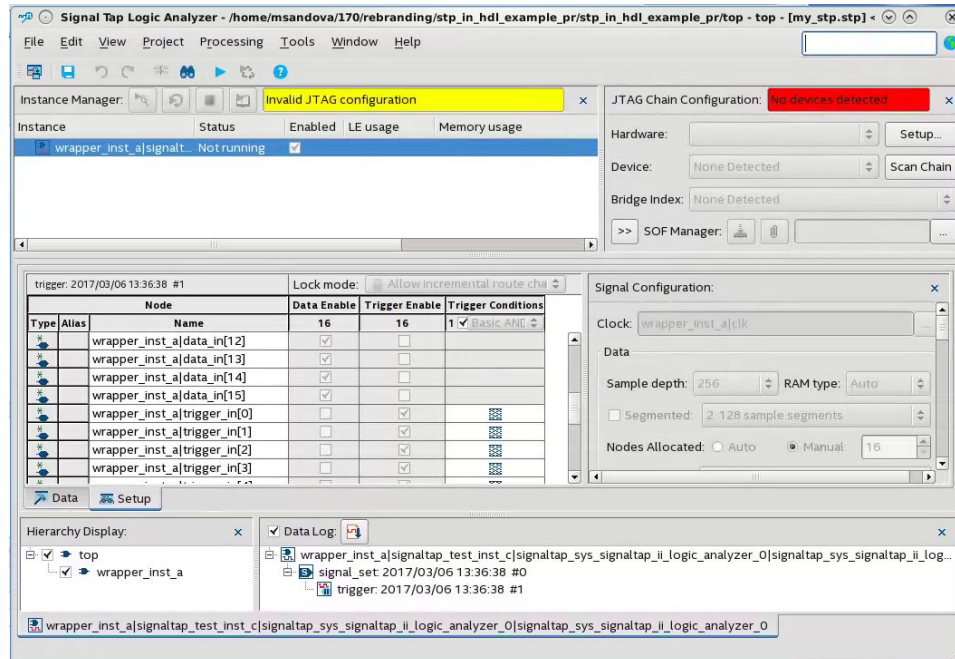 Signal Tap Logic Analyzer - /home/msandova/170/rebranding/stp_in_hdl_example_pr/stp_in_hdl_example_pr/top - top - [my_stp.stp] <
File Edit View Project Processing Tools Window Help
Instance Manager: Invalid JTAG configuration x
Instance Status Enabled LE usage Memory usage
wrapper_inst_a|signalt... Not running
JTAG Chain Configuration: No devices detected x
Hardware: Setup...
Device: None Detected Scan Chain
Bridge Index: None Detected
>> SOF Manager: ...
trigger: 2017/03/06 13:36:38 #1 Lock mode: Allow incremental route cha
Node Data Enable Trigger Enable Trigger Conditions
Type Alias Name 16 16 1 Basic AND
wrapper_inst_a|data_in[12]
wrapper_inst_a|data_in[13]
wrapper_inst_a|data_in[14]
wrapper_inst_a|data_in[15]
wrapper_inst_a|trigger_in[0]
wrapper_inst_a|trigger_in[1]
wrapper_inst_a|trigger_in[2]
wrapper_inst_a|trigger_in[3]
Data Setup
Signal Configuration: x
Clock: wrapper_inst_a|clk ...
Data
Sample depth: 256 RAM type: Auto
Segmented: 2 128 sample segments
Nodes Allocated: Auto Manual: 16
Hierarchy Display: x
top
wrapper_inst_a
Data Log: x
wrapper_inst_a|signaltap_test_inst_c|signaltap_sys_signaltap_ii_logic_analyzer_0|signaltap_sys_signaltap_ii_log...
signal_set: 2017/03/06 13:36:38 #0
trigger: 2017/03/06 13:36:38 #1
wrapper_inst_a|signaltap_test_inst_c|signaltap_sys_signaltap_ii_logic_analyzer_0|signaltap_sys_signaltap_ii_logic_analyzer_0